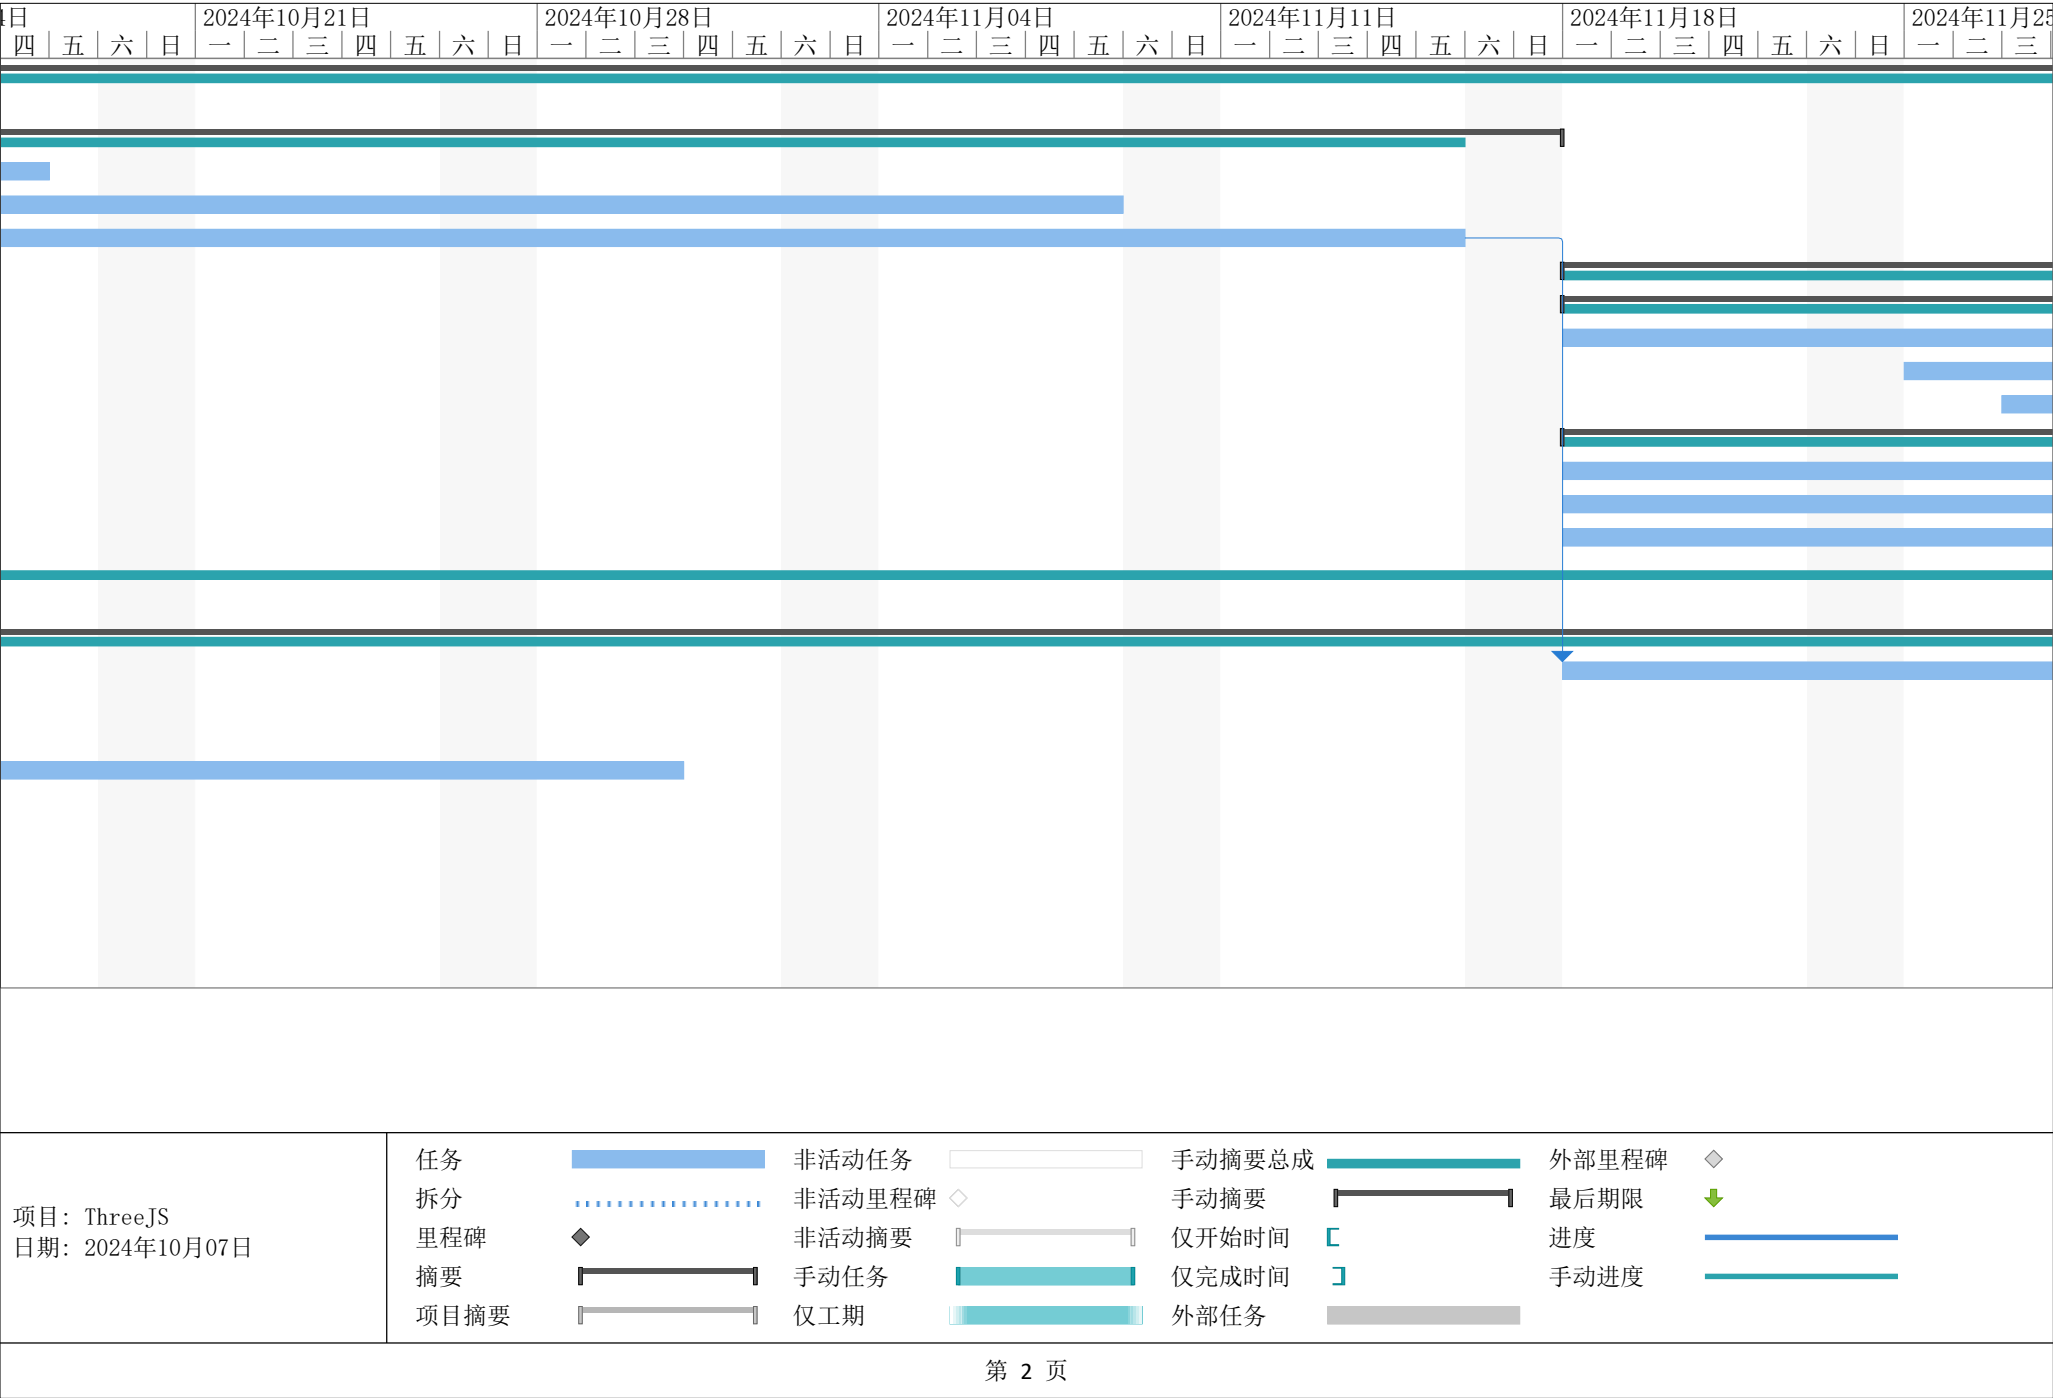 日 2024年10月21日 2024年10月28日 2024年11月04日 2024年11月11日 2024年11月18日 2024年11月25
四 五 六 日 一 二 三 四 五 六 日 一 二 三 四 五 六 日 一 二 三 四 五 六 日 一 二 三 四 五 六 日 一 二 三 四 五 六 日 一 二 三
项目: ThreeJS
日期: 2024年10月07日
任务
拆分
里程碑
摘要
项目摘要
非活动任务
非活动里程碑
非活动摘要
手动任务
仅工期
手动摘要总成
手动摘要
仅开始时间
仅完成时间
外部任务
外部里程碑
最后期限
进度
手动进度
第 2 页